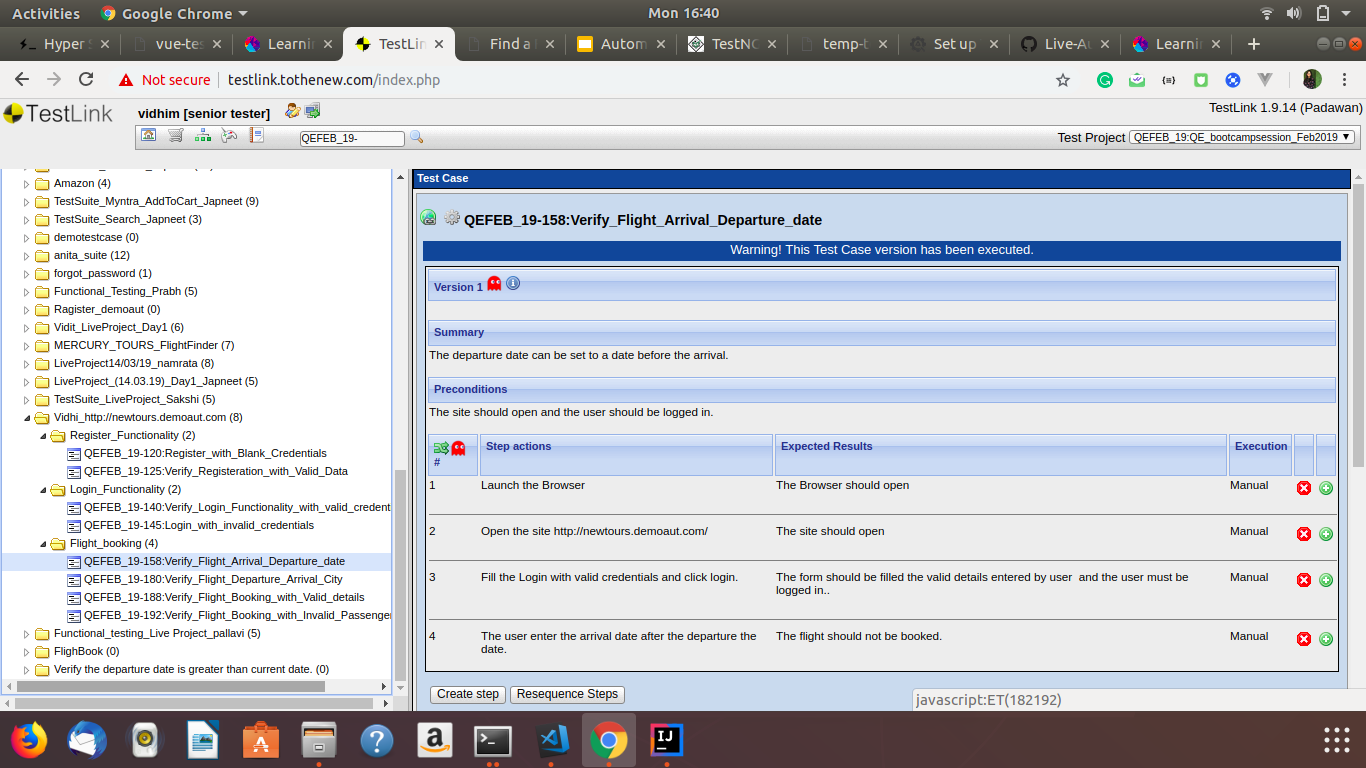 Activities Google Chrome Mon 16:40
Hyper vue-tes Learnin TestLin Find a Autom TestNG temp-t Set up Live-Au Learnin
Not secure testlink.tothenew.com/index.php
TestLink vidhim [senior tester] TestLink 1.9.14 (Padawan)
QEFEB_19- Test Project QEFEB_19:QE_bootcampsession_Feb2019
Amazon (4)
TestSuite_Myntra_AddToCart_Japneet (9)
TestSuite_Search_Japneet (3)
demotestcase (0)
anita_suite (12)
forgot_password (1)
Functional_Testing_Prabh (5)
Ragister_demoaut (0)
Vidit_LiveProject_Day1 (6)
MERCURY_TOURS_FlightFinder (7)
LiveProject14/03/19_namrata (8)
LiveProject_(14.03.19)_Day1_Japneet (5)
TestSuite_LiveProject_Sakshi (5)
Vidhi_http://newtours.demoaut.com (8)
Register_Functionality (2)
QEFEB_19-120:Register_with_Blank_Credentials
QEFEB_19-125:Verify_Registeration_with_Valid_Data
Login_Functionality (2)
QEFEB_19-140:Verify_Login_Functionality_with_valid_credent
QEFEB_19-145:Login_with_invalid_credentials
Flight_booking (4)
QEFEB_19-158:Verify_Flight_Arrival_Departure_date
QEFEB_19-180:Verify_Flight_Departure_Arrival_City
QEFEB_19-188:Verify_Flight_Booking_with_Valid_details
QEFEB_19-192:Verify_Flight_Booking_with_Invalid_Passenger
Functional_testing_Live Project_pallavi (5)
FlighBook (0)
Verify the departure date is greater than current date. (0)
Test Case
QEFEB_19-158:Verify_Flight_Arrival_Departure_date
Warning! This Test Case version has been executed.
Version 1
Summary
The departure date can be set to a date before the arrival.
Preconditions
The site should open and the user should be logged in.
# Step actions Expected Results Execution
1 Launch the Browser The Browser should open Manual
2 Open the site http://newtours.demoaut.com/ The site should open Manual
3 Fill the Login with valid credentials and click login. The form should be filled the valid details entered by user and the user must be Manual
logged in..
4 The user enter the arrival date after the departure the The flight should not be booked. Manual
date.
Create step Resequence Steps
javascript:ET(182192)